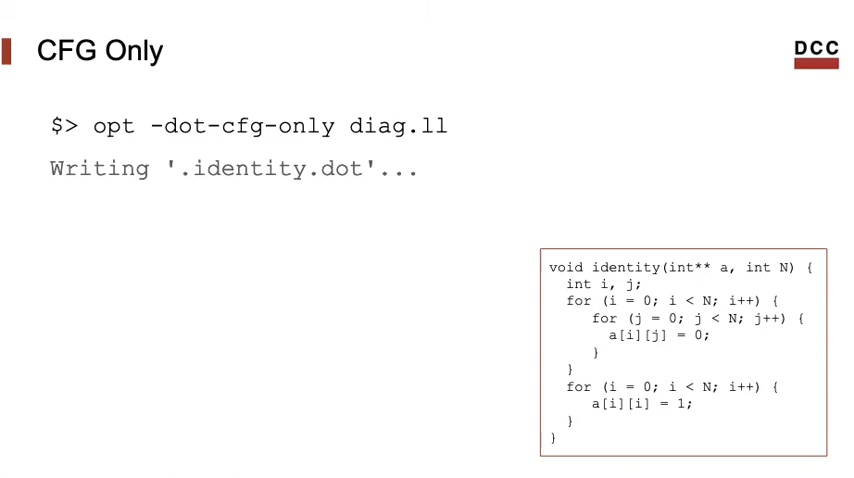 CFG Only
DCC
$> opt -dot-cfg-only diag.ll
Writing '.identity.dot'...
void identity(int** a, int N) {
  int i, j;
  for (i = 0; i < N; i++) {
     for (j = 0; j < N; j++) {
       a[i][j] = 0;
     }
  }
  for (i = 0; i < N; i++) {
     a[i][i] = 1;
  }
}